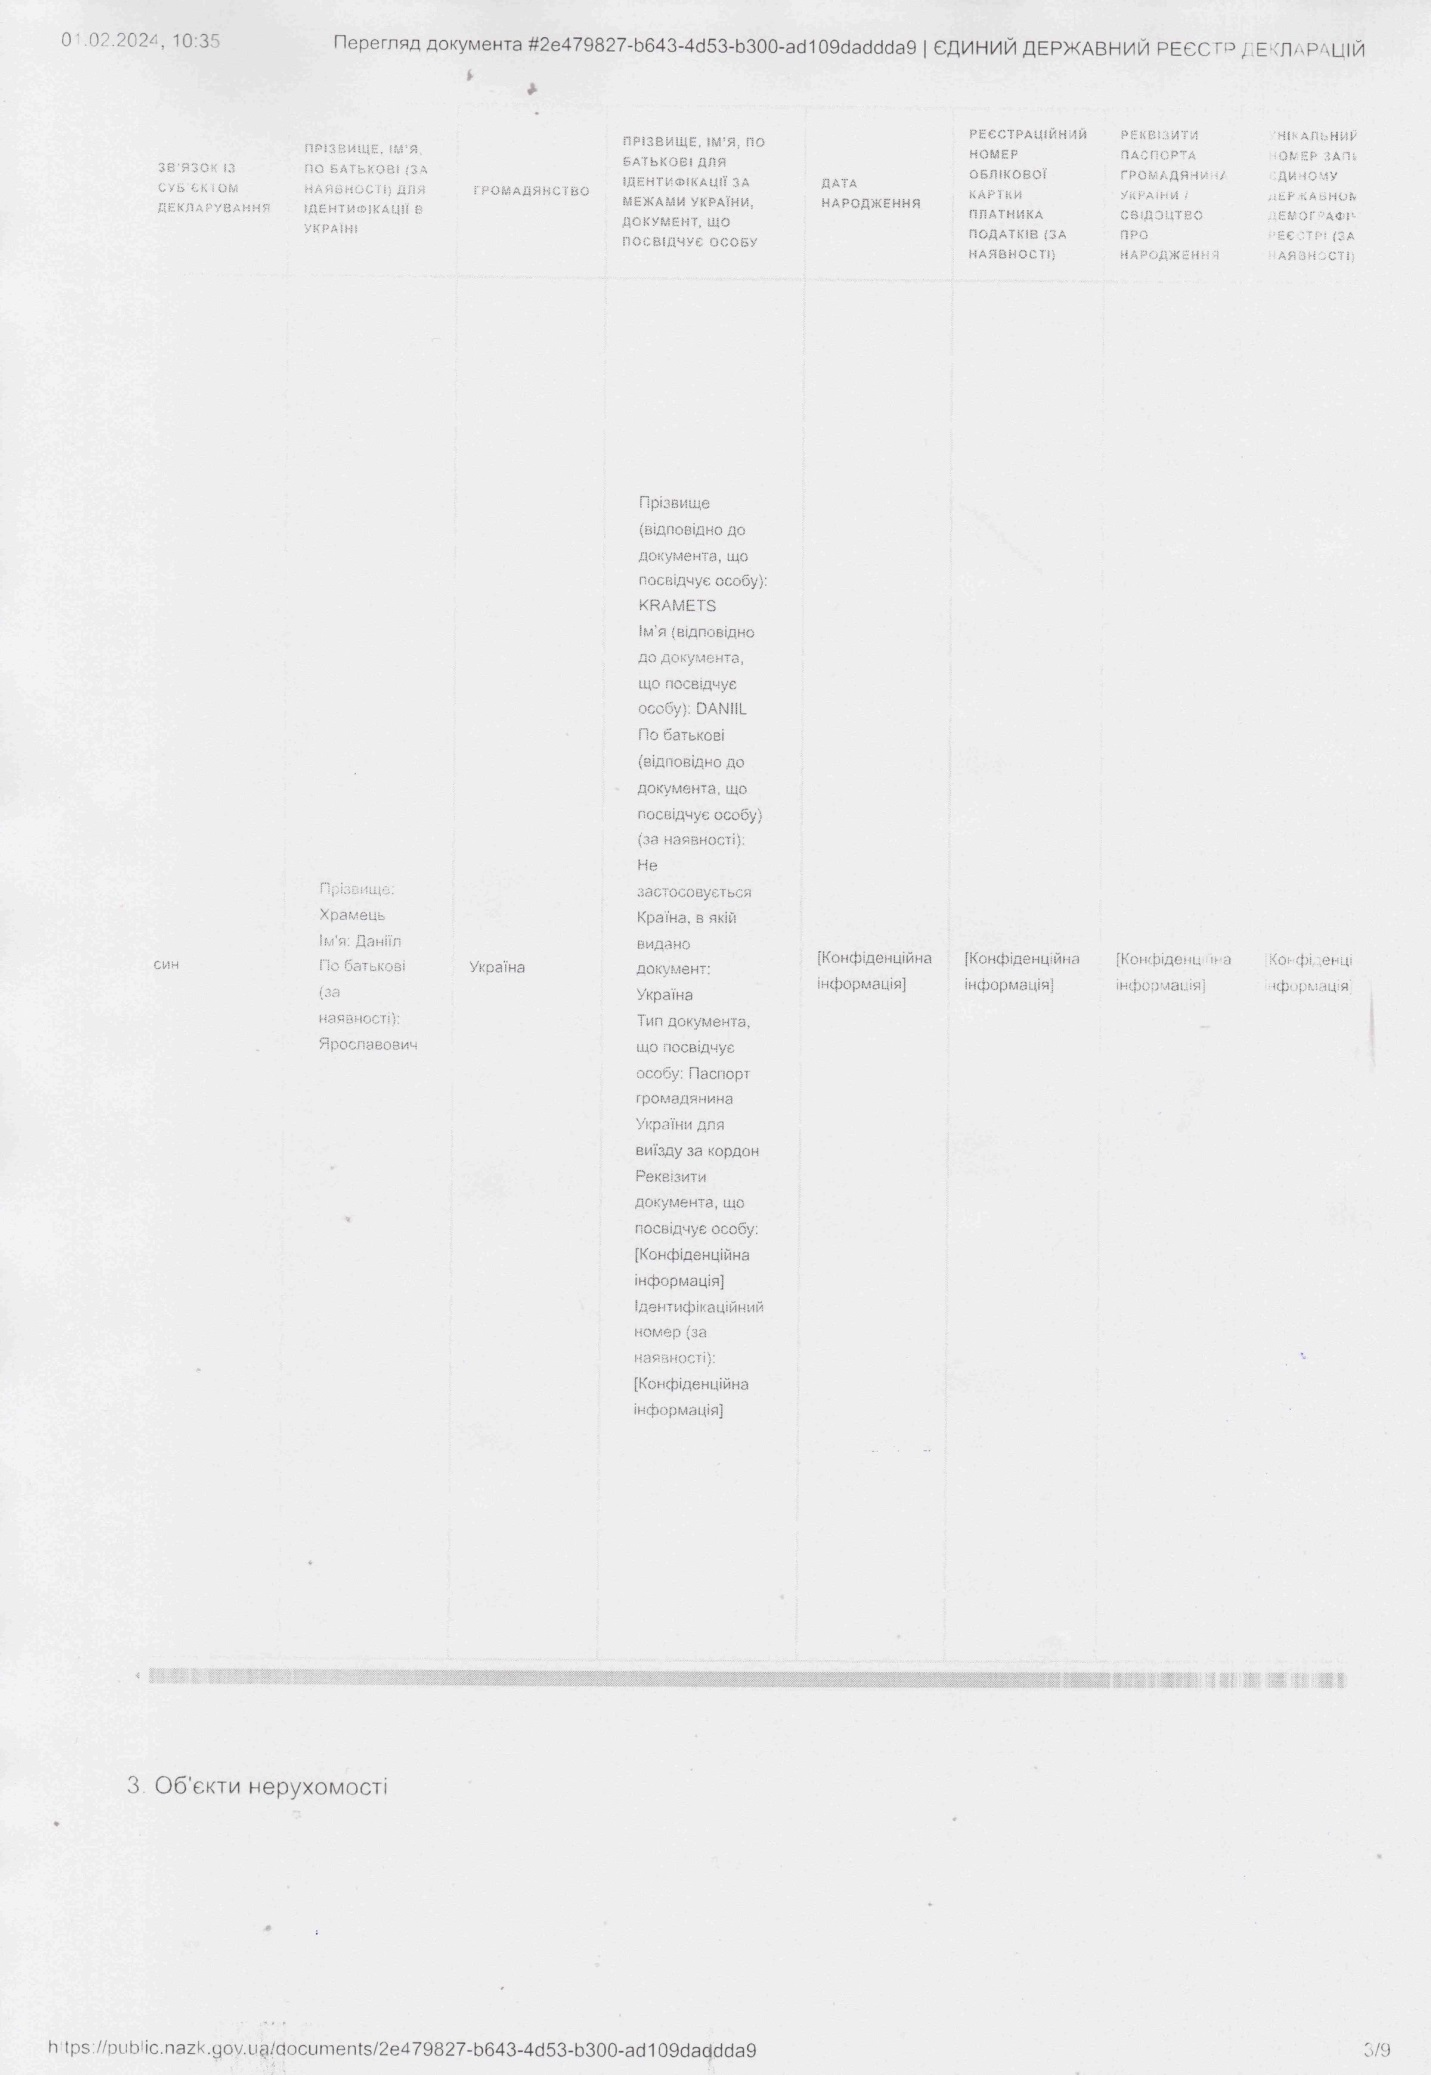 01.02.2024, 10:35
Перегляд документа #2e479827-b643-4d53-b300-ad109daddda9 | ЄДИНИЙ ДЕРЖАВНИЙ РЕЄСТР ДЕКЛАРАЦІЙ
ЗВ'ЯЗОК ІЗ
СУБ'ЄКТОМ
ДЕКЛАРУВАННЯ
ПРІЗВИЩЕ, ІМ'Я,
ПО БАТЬКОВІ (ЗА
НАЯВНОСТІ) ДЛЯ
ІДЕНТИФІКАЦІЇ В
УКРАЇНІ
ГРОМАДЯНСТВО
ПРІЗВИЩЕ, ІМ'Я, ПО
БАТЬКОВІ ДЛЯ
ІДЕНТИФІКАЦІЇ ЗА
МЕЖАМИ УКРАЇНИ,
ДОКУМЕНТ, ЩО
ПОСВІДЧУЄ ОСОБУ
ДАТА
НАРОДЖЕННЯ
РЕЄСТРАЦІЙНИЙ
НОМЕР
ОБЛІКОВОЇ
КАРТКИ
ПЛАТНИКА
ПОДАТКІВ (ЗА
НАЯВНОСТІ)
РЕКВІЗИТИ
ПАСПОРТА
ГРОМАДЯНИНА
УКРАЇНИ /
СВІДОЦТВО
ПРО
НАРОДЖЕННЯ
УНІКАЛЬНИЙ
НОМЕР ЗАПИ
ЄДИНОМУ
ДЕРЖАВНОМ
ДЕМОГРАФІЧ
РЕЄСТРІ (ЗА
НАЯВНОСТІ)
син
Прізвище:
Храмець
Ім'я: Данііл
По батькові
(за
наявності):
Ярославович
Україна
Прізвище
(відповідно до
документа, що
посвідчує особу):
KRAMETS
Ім'я (відповідно
до документа,
що посвідчує
особу): DANIIL
По батькові
(відповідно до
документа, що
посвідчує особу)
(за наявності):
Не
застосовується
Країна, в якій
видано
документ:
Україна
Тип документа,
що посвідчує
особу: Паспорт
громадянина
України для
виїзду за кордон
Реквізити
документа, що
посвідчує особу:
[Конфіденційна
інформація]
Ідентифікаційний
номер (за
наявності):
[Конфіденційна
інформація]
[Конфіденційна
інформація]
[Конфіденційна
інформація]
[Конфіденційна
інформація]
[Конфіденці
інформація
3. Об'єкти нерухомості
https://public.nazk.gov.ua/documents/2e479827-b643-4d53-b300-ad109daddda9
3/9